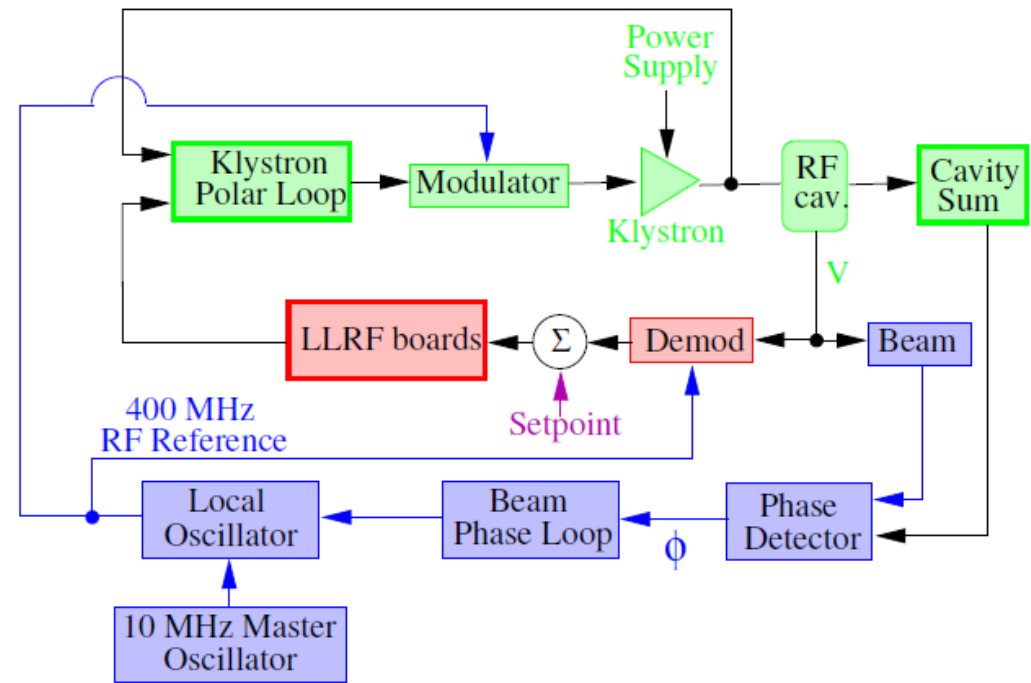 Power
Supply
Klystron
Polar Loop
Modulator
Klystron
RF
cav.
Cavity
Sum
V
LLRF boards
Σ
Demod
Beam
Setpoint
400 MHz
RF Reference
Local
Oscillator
Beam
Phase Loop
ϕ
Phase
Detector
10 MHz Master
Oscillator